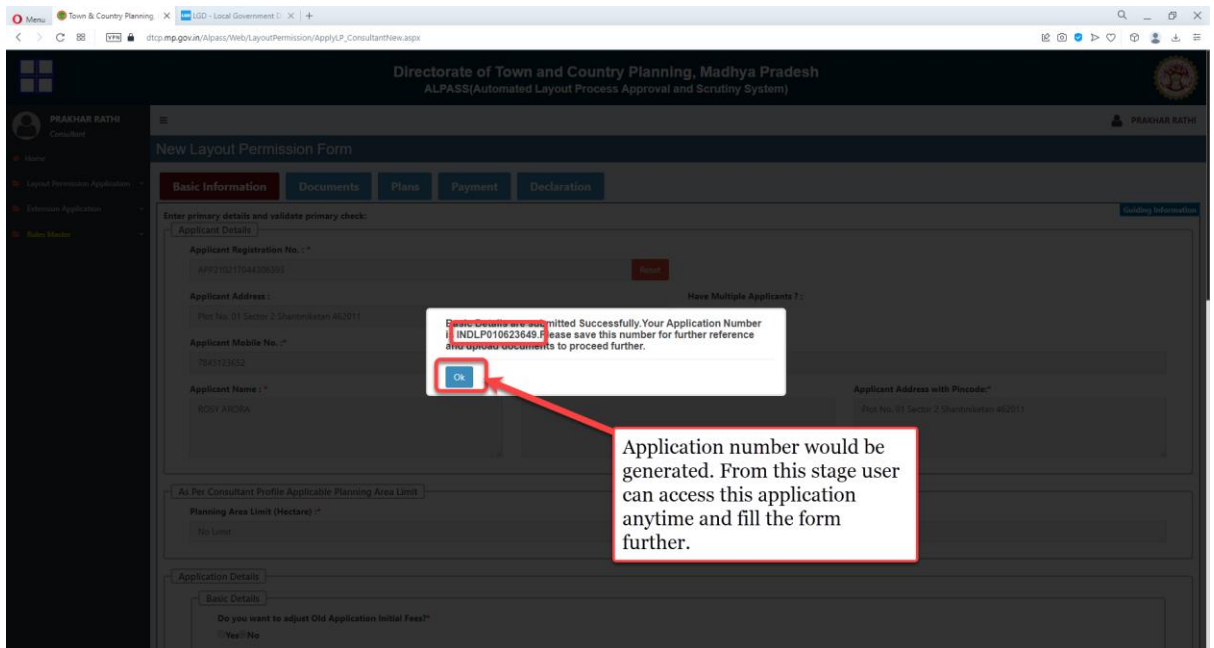 Menu
Town & Country Planning
LGD - Local Government D
VPN
dtcp.mp.gov.in/Alpass/Web/LayoutPermission/ApplyLP_ConsultantNew.aspx
Directorate of Town and Country Planning, Madhya Pradesh
ALPASS(Automated Layout Process Approval and Scrutiny System)
PRAKHAR RATHI
Consultant
PRAKHAR RATHI
Home
Layout Permission Application
Extension Application
Rules Master
New Layout Permission Form
Basic Information Documents Plans Payment Declaration
Guiding Information
Enter primary details and validate primary check:
Applicant Details
Applicant Registration No. : *
Reset
Applicant Address :
Have Multiple Applicants ? :
Plot No. 01 Sector 2 Shantiniketan 462011
Applicant Mobile No. :*
7845123652
Applicant Name : *
Applicant Address with Pincode:*
ROSY ARORA
Plot No. 01 Sector 2 Shantiniketan 462011
Basic Details are submitted Successfully.Your Application Number
is INDLP010623649.Please save this number for further reference
and upload documents to proceed further.
Ok
Application number would be
generated. From this stage user
can access this application
anytime and fill the form
further.
As Per Consultant Profile Applicable Planning Area Limit
Planning Area Limit (Hectare) :*
No Limit
Application Details
Basic Details
Do you want to adjust Old Application Initial Fees?*
Yes No